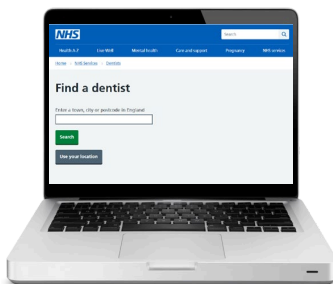 NHS
Search
Health A-Z Live Well Mental health Care and support Pregnancy NHS services
Home NHS Services Dentists
Find a dentist
Enter a town, city or postcode in England
Search
Use your location